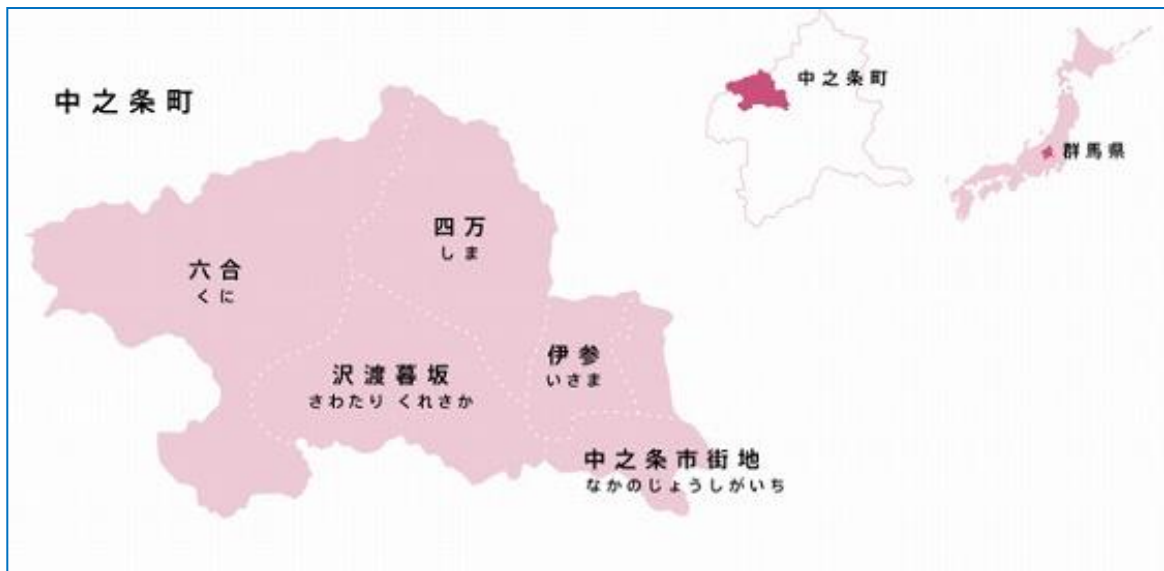 中之条町
中之条町
群馬県
四万
しま
六合
くに
伊参
いさま
沢渡暮坂
さわたり くれさか
中之条市街地
なかのじょうしがいち